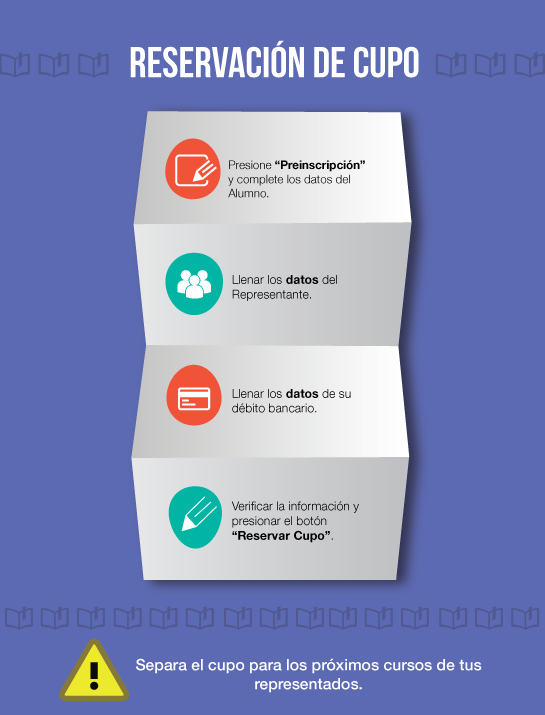 RESERVACIÓN DE CUPO
Presione “Preinscripción”
y complete los datos del
Alumno.
Llenar los datos del
Representante.
Llenar los datos de su
débito bancario.
Verificar la información y
presionar el botón
“Reservar Cupo”.
Separa el cupo para los próximos cursos de tus
representados.